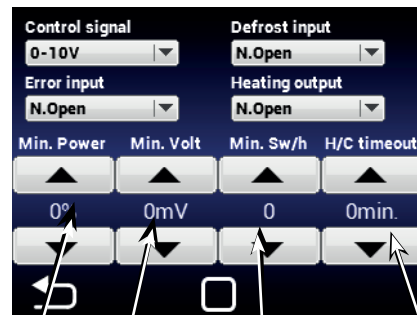 Control signal Defrost input
0-10V N.Open
Error input Heating output
N.Open N.Open
Min. Power Min. Volt Min. Sw/h H/C timeout
0% 0mV 0 0min.